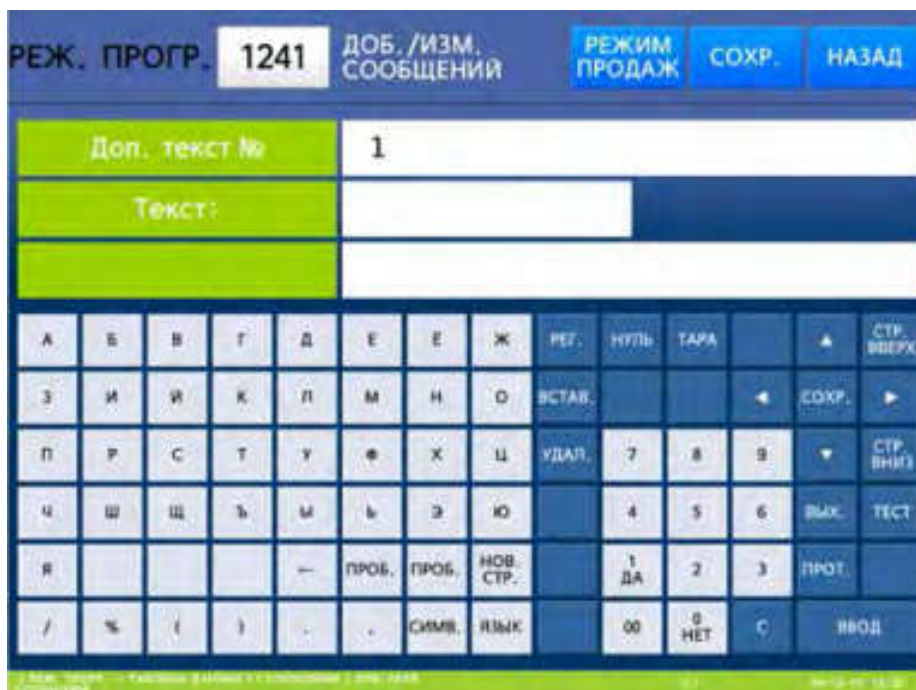 РЕЖ. ПРОГР. 1241 ДОБ./ИЗМ. СООБЩЕНИЙ РЕЖИМ ПРОДАЖ СОХР. НАЗАД
Доп. текст № 1
Текст:
А Б В Г Д Е Ё Ж РЕГ. НУЛЬ ТАРА ▲ СТР. ВВЕРХ
З И Й К Л М Н О ВСТАВ. ◄ СОХР. ►
П Р С Т У Ф Х Ц УДАЛ. 7 8 9 ▼ СТР. ВНИЗ
Ч Ш Щ Ъ Ы Ь Э Ю 4 5 6 ВЫХ. ТЕСТ
Я ← ПРОБ. ПРОБ. НОВ. СТР. 1 ДА 2 3 ПРОТ.
/ % ( ) СИМВ. ЯЗЫК 00 0 НЕТ C ВВОД